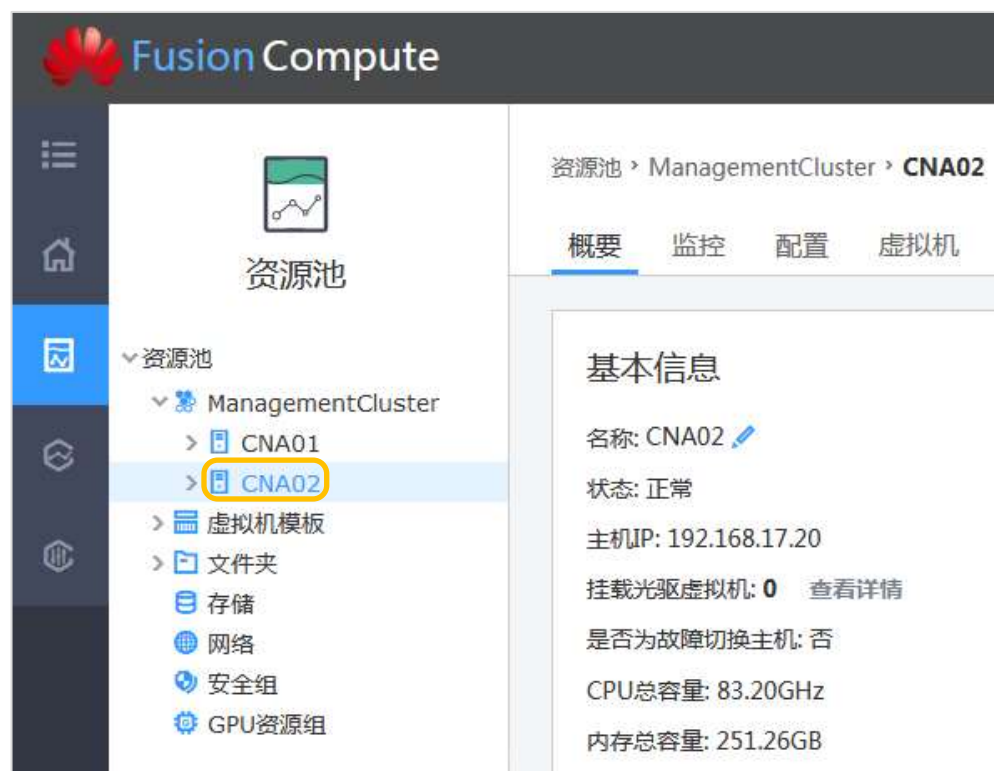 Fusion Compute
资源池
资源池
ManagementCluster
CNA01
CNA02
虚拟机模板
文件夹
存储
网络
安全组
GPU资源组
资源池 › ManagementCluster › CNA02
概要 监控 配置 虚拟机
基本信息
名称: CNA02
状态: 正常
主机IP: 192.168.17.20
挂载光驱虚拟机: 0 查看详情
是否为故障切换主机: 否
CPU总容量: 83.20GHz
内存总容量: 251.26GB